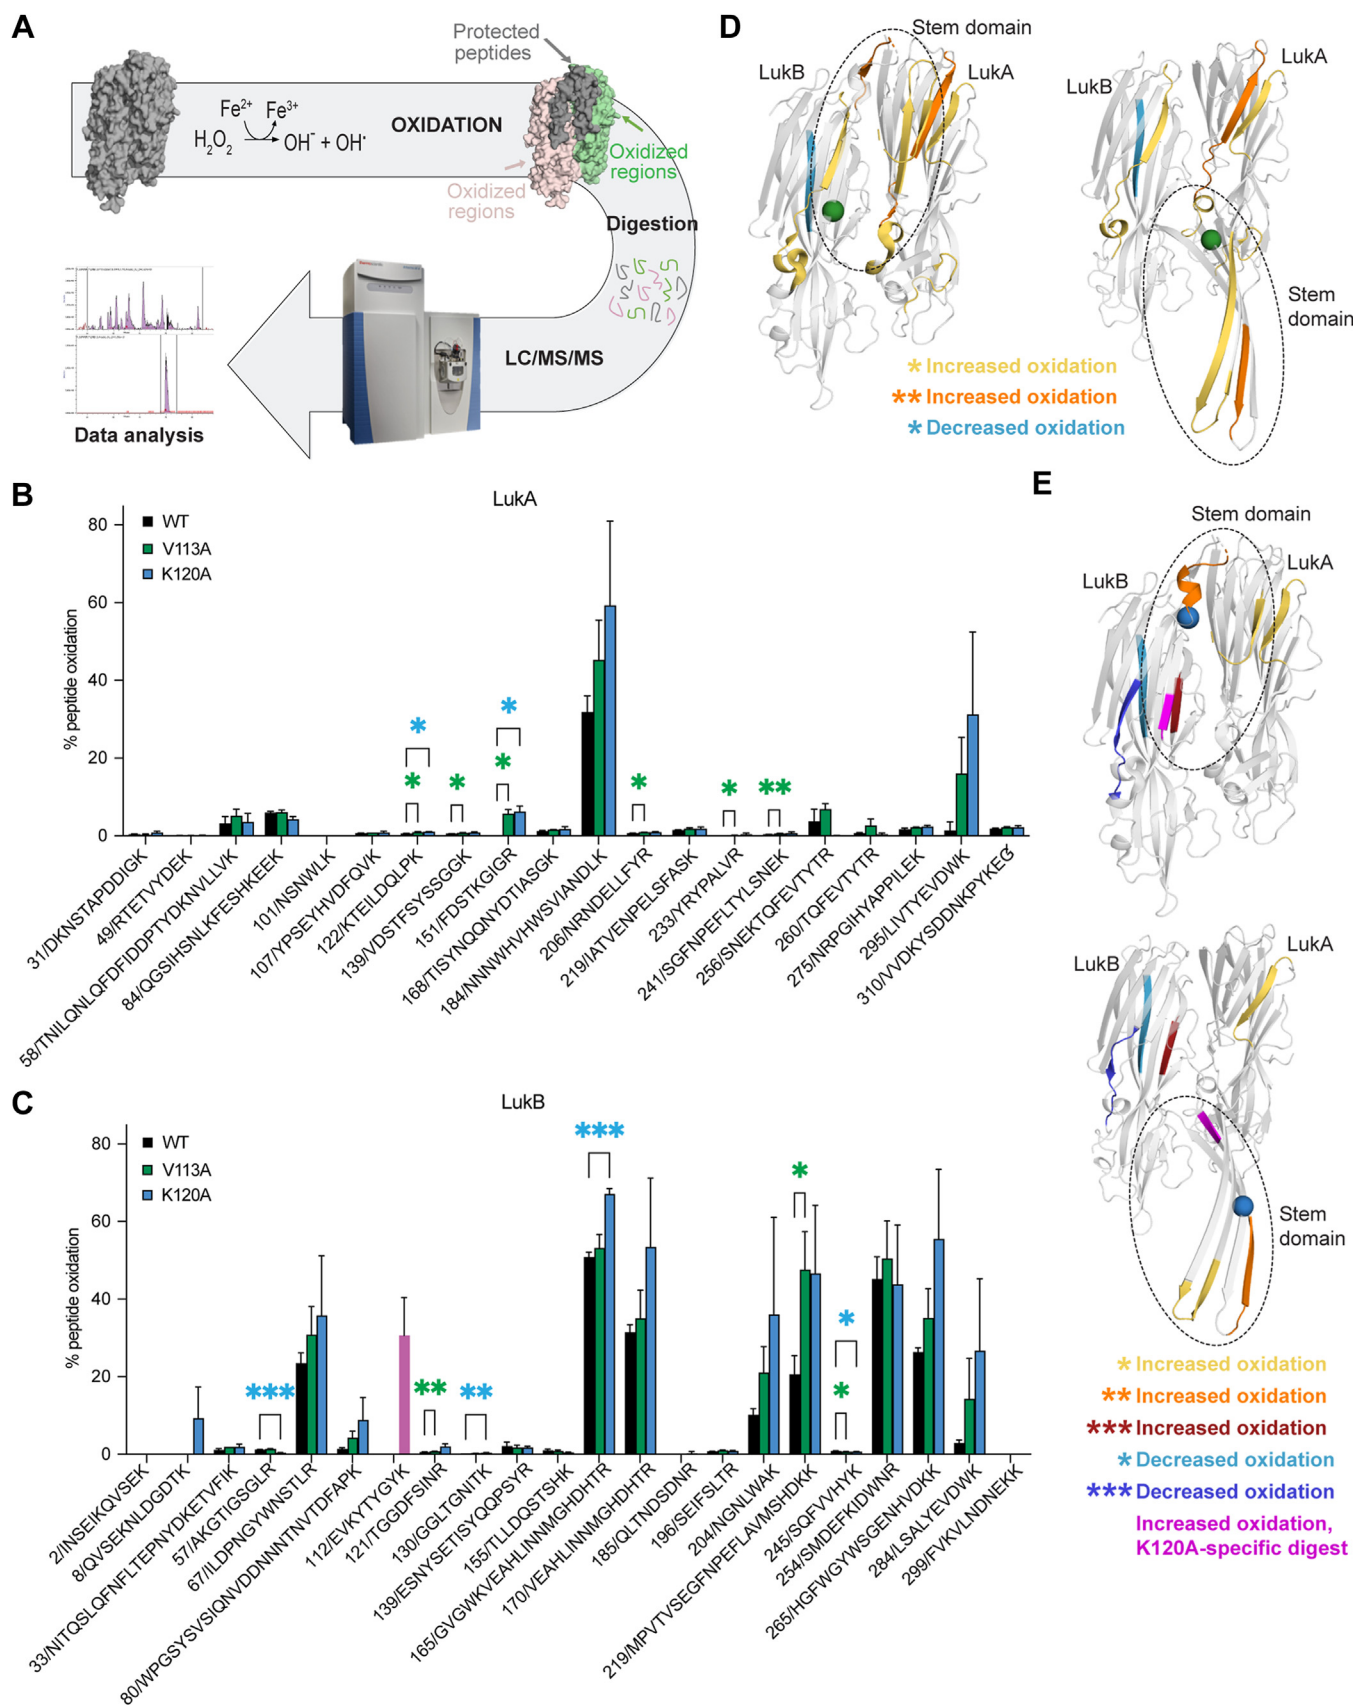 A
Protected
peptides
Fe2+
Fe3+
H2O2
OH- + OH•
OXIDATION
Oxidized
regions
Oxidized
regions
Digestion
LC/MS/MS
Data analysis
D
Stem domain
LukB
LukA
LukA
LukB
Stem
domain
* Increased oxidation
** Increased oxidation
* Decreased oxidation
B
LukA
WT
V113A
K120A
% peptide oxidation
80
60
40
20
0
*
*
*
*
*
*
*
**
31/DKNSTAPDDIGK
49/RTETVYDEK
58/TNILQNLQFDFIDDPTYDKNVLLVK
84/QGSIHSNLKFESHKEEK
101/NSNWLK
107/YPSEYHVDFQVK
122/KTEILDQLPK
139/VDSTFSYSSGGK
151/FDSTKGIGR
168/TISYNQQNYDTIASGK
184/NNNWHVHWSVIANDLK
206/NRNDELLFYR
219/IATVENPELSFASK
233/YRYPALVR
241/SGFNPEFLTYLSNEK
256/SNEKTQFEVTYTR
260/TQFEVTYTR
275/NRPGIHYAPPILEK
295/LIVTYEVDWK
310/VVDKYSDDNKPYKEG
C
LukB
WT
V113A
K120A
% peptide oxidation
80
60
40
20
0
***
**
**
***
*
*
*
2/INSEIKQVSEK
8/QVSEKNLDGDTK
33/NITQSLQFNFLTEPNYDKETVFIK
57/AKGTIGSGLR
67/ILDPNGYWNSTLR
80/WPGSYSVSIQNVDDNNNTNVTDFAPK
112/EVKYTYGYK
121/TGGDFSINR
130/GGLTGNITK
139/ESNYSETISYQQPSYR
155/TLLDQSTSHK
165/GVGWKVEAHLINNMGHDHTR
170/VEAHLINNMGHDHTR
185/QLTNDSDNR
196/SEIFSLTR
204/NGNLWAK
219/MPVTVSEGFNPEFLAVMSHDKK
245/SQFVVHYK
254/SMDEFKIDWNR
265/HGFWGYWSGENHVDKK
284/LSALYEVDWK
299/FVKVLNDNEKK
E
Stem domain
LukB
LukA
LukA
LukB
Stem
domain
* Increased oxidation
** Increased oxidation
*** Increased oxidation
* Decreased oxidation
*** Decreased oxidation
Increased oxidation,
K120A-specific digest